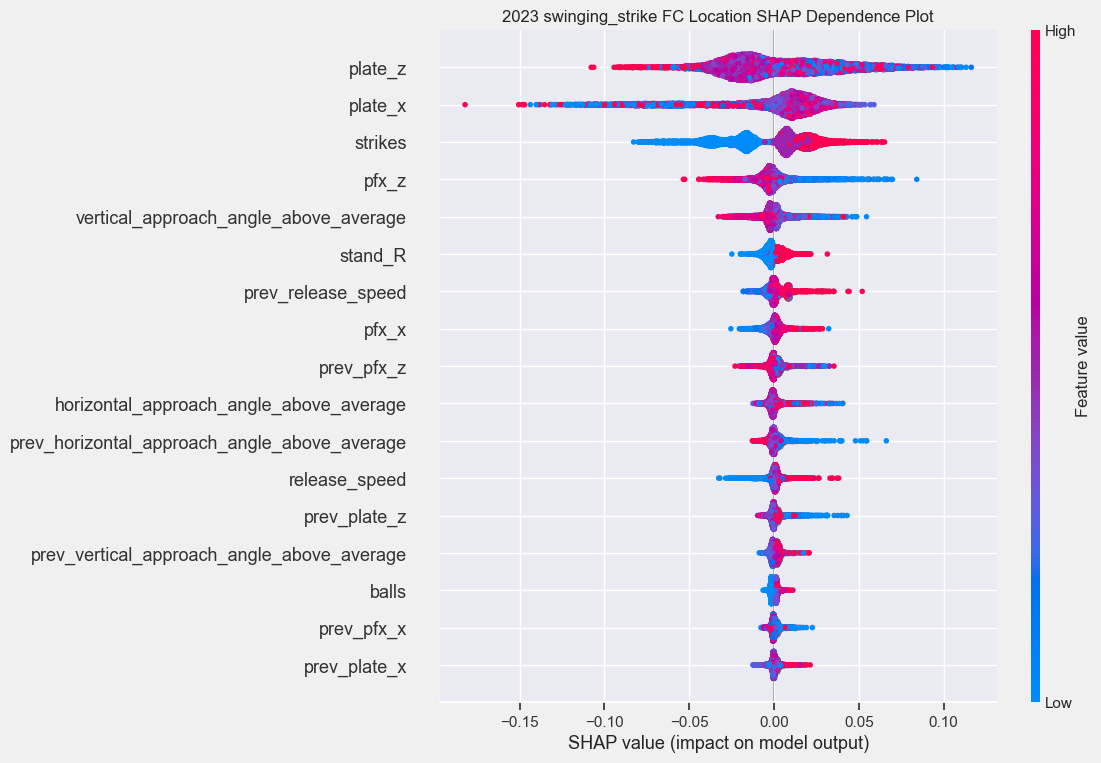 2023 swinging_strike FC Location SHAP Dependence Plot
High
plate_z
plate_x
strikes
pfx_z
vertical_approach_angle_above_average
stand_R
prev_release_speed
pfx_x
prev_pfx_z
horizontal_approach_angle_above_average
prev_horizontal_approach_angle_above_average
release_speed
prev_plate_z
prev_vertical_approach_angle_above_average
balls
prev_pfx_x
prev_plate_x
Feature value
Low
−0.15 −0.10 −0.05 0.00 0.05 0.10
SHAP value (impact on model output)